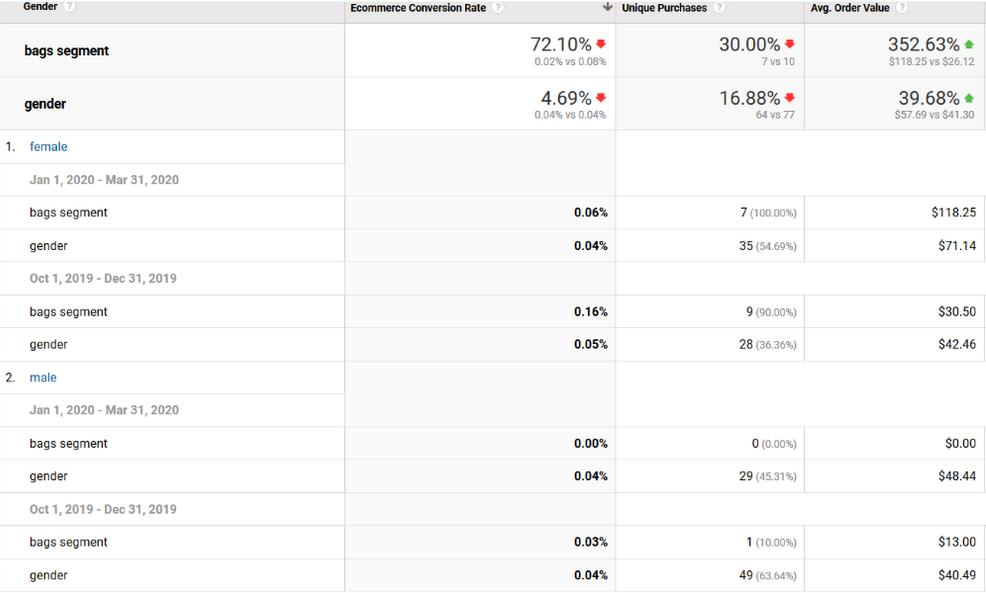 Gender ? Ecommerce Conversion Rate ? Unique Purchases ? Avg. Order Value ?
bags segment 72.10% 30.00% 352.63%
0.02% vs 0.08% 7 vs 10 $118.25 vs $26.12
gender 4.69% 16.88% 39.68%
0.04% vs 0.04% 64 vs 77 $57.69 vs $41.30
1. female
Jan 1, 2020 - Mar 31, 2020
bags segment 0.06% 7 (100.00%) $118.25
gender 0.04% 35 (54.69%) $71.14
Oct 1, 2019 - Dec 31, 2019
bags segment 0.16% 9 (90.00%) $30.50
gender 0.05% 28 (36.36%) $42.46
2. male
Jan 1, 2020 - Mar 31, 2020
bags segment 0.00% 0 (0.00%) $0.00
gender 0.04% 29 (45.31%) $48.44
Oct 1, 2019 - Dec 31, 2019
bags segment 0.03% 1 (10.00%) $13.00
gender 0.04% 49 (63.64%) $40.49